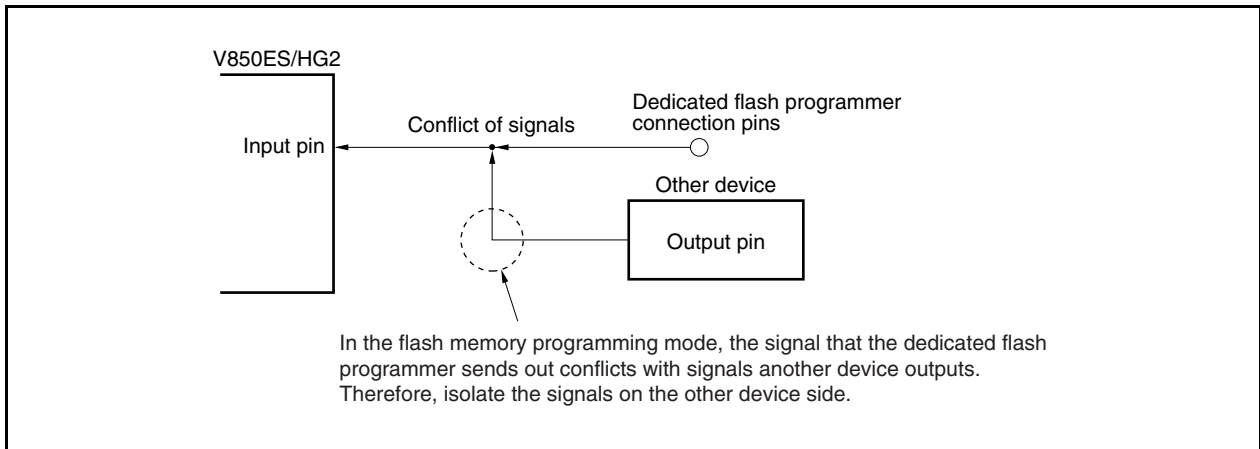 V850ES/HG2
Dedicated flash programmer
connection pins
Conflict of signals
Input pin
Other device
Output pin
In the flash memory programming mode, the signal that the dedicated flash
programmer sends out conflicts with signals another device outputs.
Therefore, isolate the signals on the other device side.